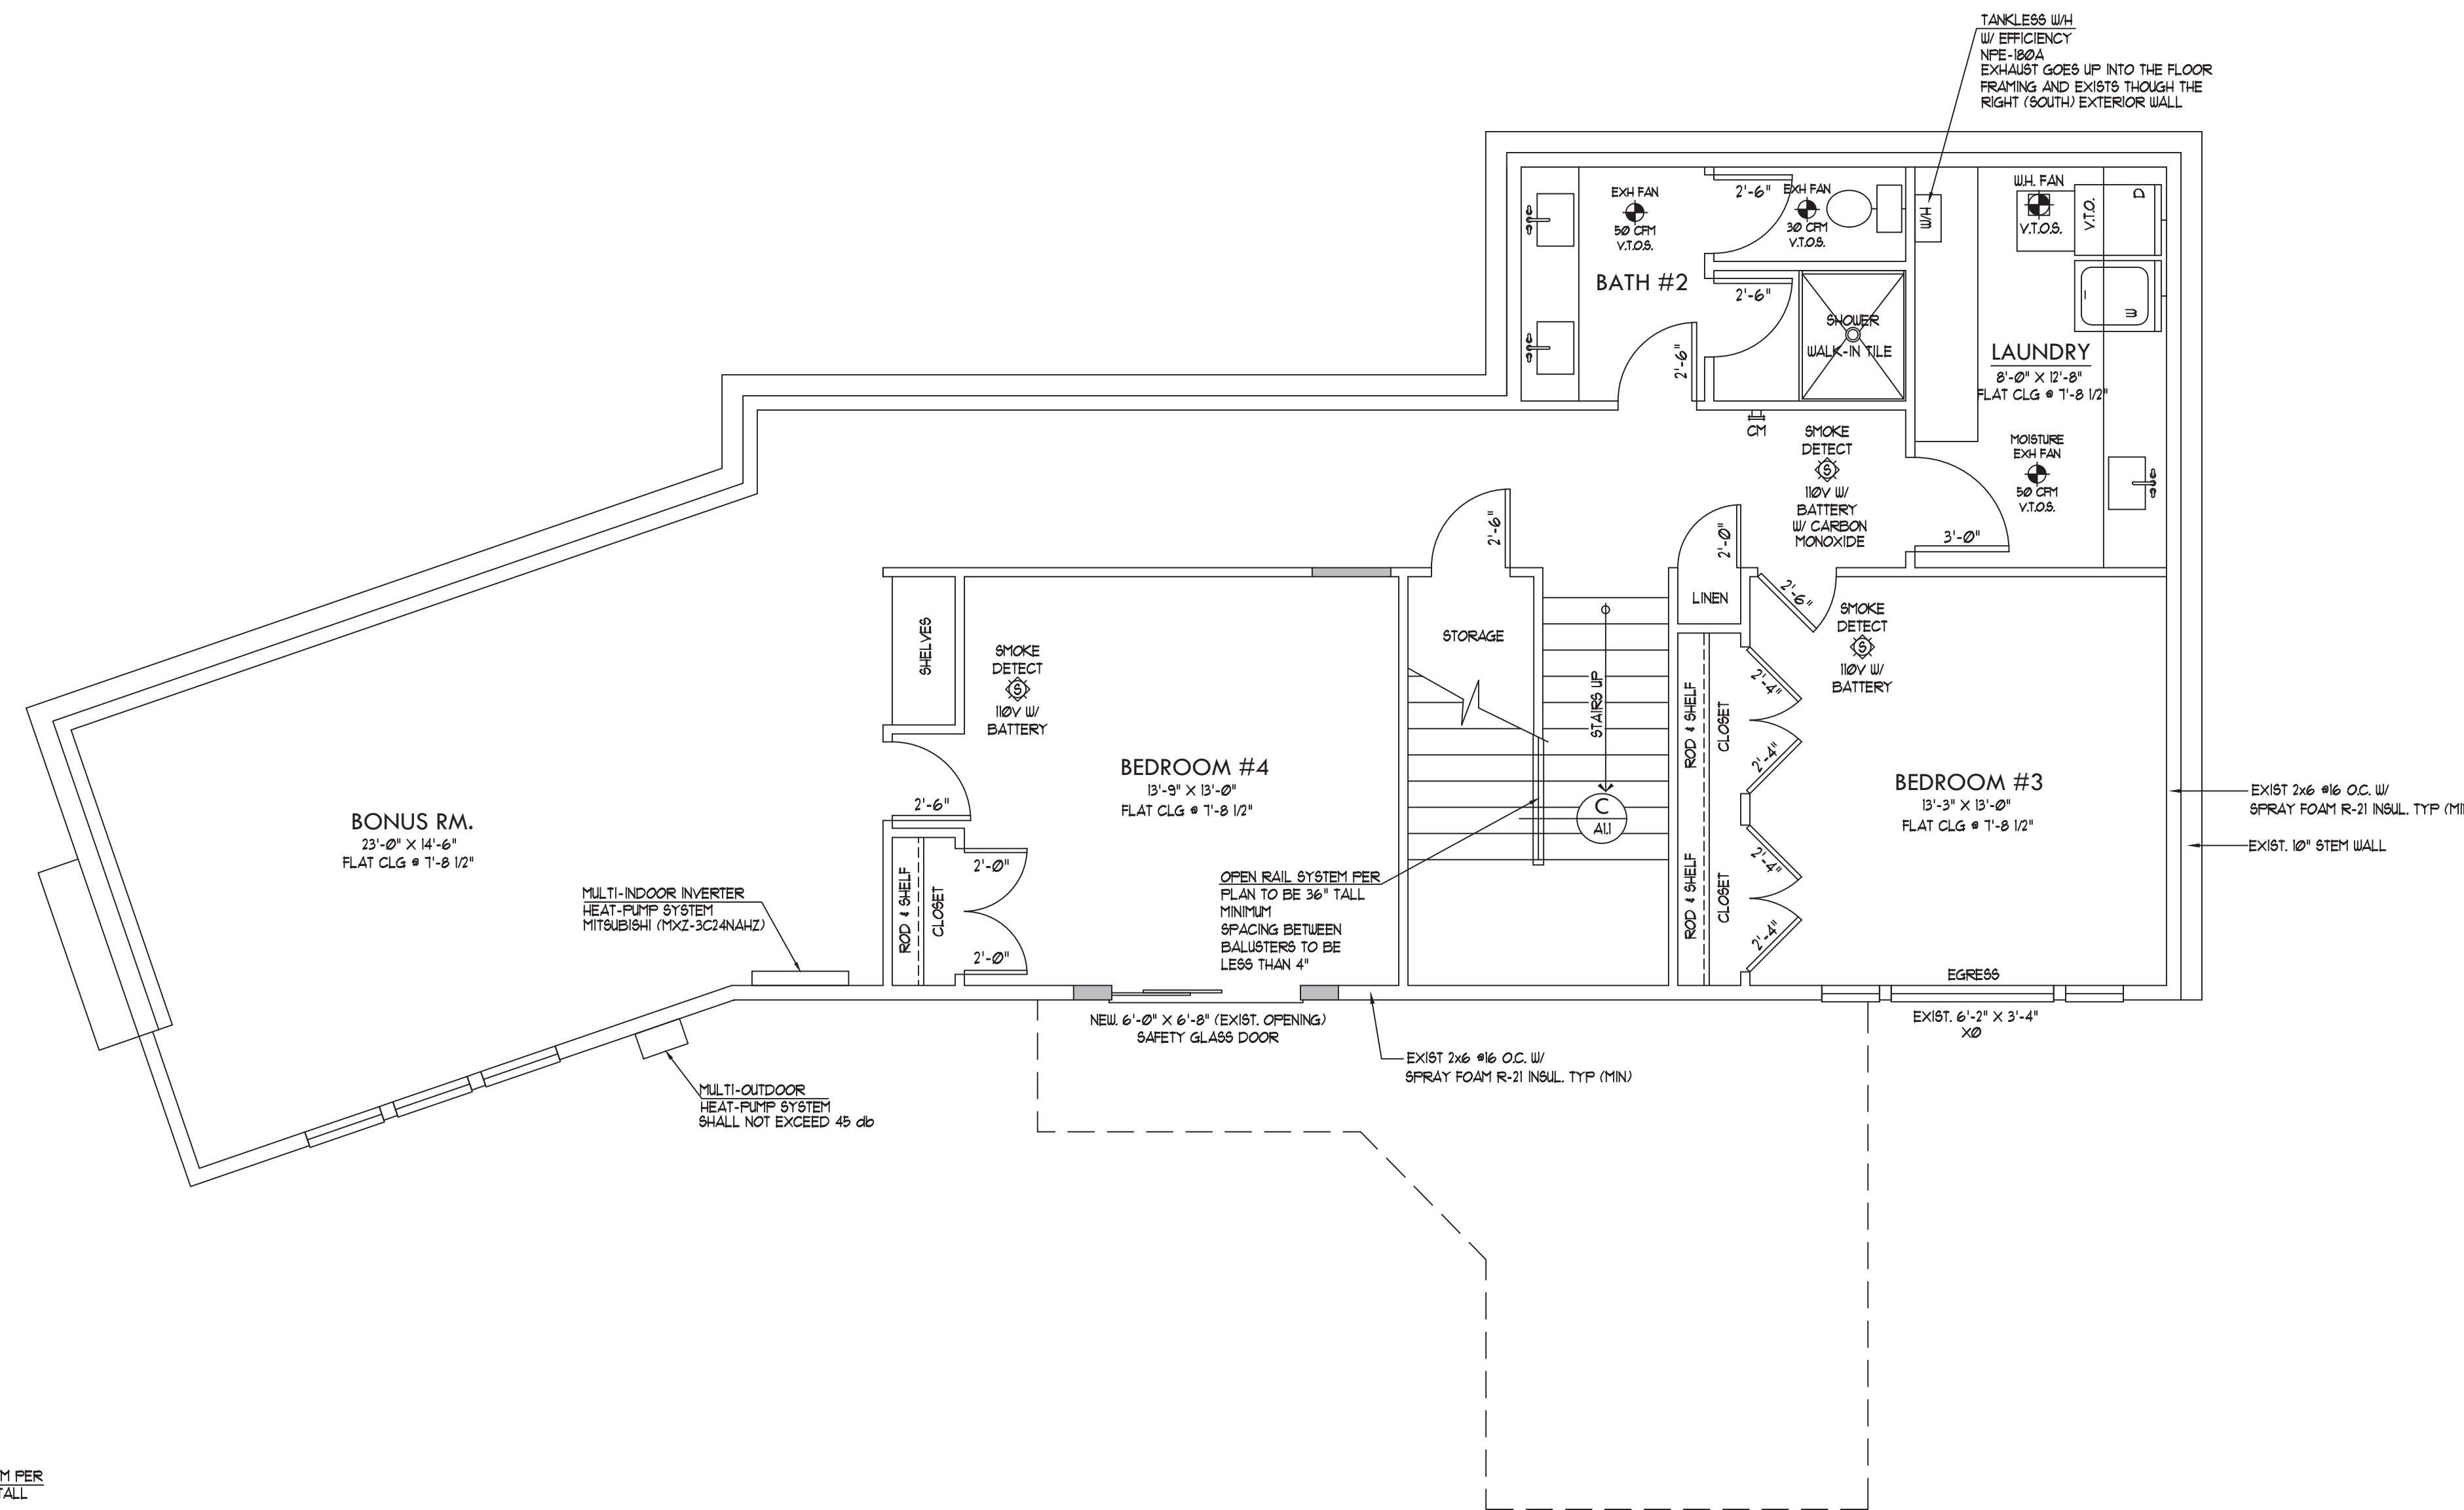 TANKLESS W/H
W/ EFFICIENCY
NPE-180A
EXHAUST GOES UP INTO THE FLOOR
FRAMING AND EXISTS THOUGH THE
RIGHT (SOUTH) EXTERIOR WALL
EXH FAN
50 CFM
V.T.O.S.
2'-6"
EXH FAN
30 CFM
V.T.O.S.
W/H
W.H. FAN
V.T.O.S.
V.T.O.
D
BATH #2
2'-6"
2'-6"
SHOWER
WALK-IN TILE
W
LAUNDRY
8'-0" X 12'-8"
FLAT CLG @ 7'-8 1/2"
CM
SMOKE
DETECT
S
110V W/
BATTERY
W/ CARBON
MONOXIDE
MOISTURE
EXH FAN
50 CFM
V.T.O.S.
2'-6"
2'-0"
3'-0"
2'-6"
LINEN
STORAGE
SHELVES
SMOKE
DETECT
S
110V W/
BATTERY
SMOKE
DETECT
S
110V W/
BATTERY
STAIRS UP
ROD & SHELF
CLOSET
2'-4"
2'-4"
BEDROOM #4
13'-9" X 13'-0"
FLAT CLG @ 7'-8 1/2"
BEDROOM #3
13'-3" X 13'-0"
FLAT CLG @ 7'-8 1/2"
C
A1.1
2'-6"
BONUS RM.
23'-0" X 14'-6"
FLAT CLG @ 7'-8 1/2"
EXIST 2x6 @16 O.C. W/
SPRAY FOAM R-21 INSUL. TYP
EXIST. 10" STEM WALL
MULTI-INDOOR INVERTER
HEAT-PUMP SYSTEM
MITSUBISHI (MXZ-3C24NAHZ)
ROD & SHELF
CLOSET
2'-0"
2'-0"
OPEN RAIL SYSTEM PER
PLAN TO BE 36" TALL
MINIMUM
SPACING BETWEEN
BALUSTERS TO BE
LESS THAN 4"
ROD & SHELF
CLOSET
2'-4"
2'-4"
EGRESS
NEW. 6'-0" X 6'-8" (EXIST. OPENING)
SAFETY GLASS DOOR
EXIST. 6'-2" X 3'-4"
XO
EXIST 2x6 @16 O.C. W/
SPRAY FOAM R-21 INSUL. TYP (MIN)
MULTI-OUTDOOR
HEAT-PUMP SYSTEM
SHALL NOT EXCEED 45 db
PER
TALL